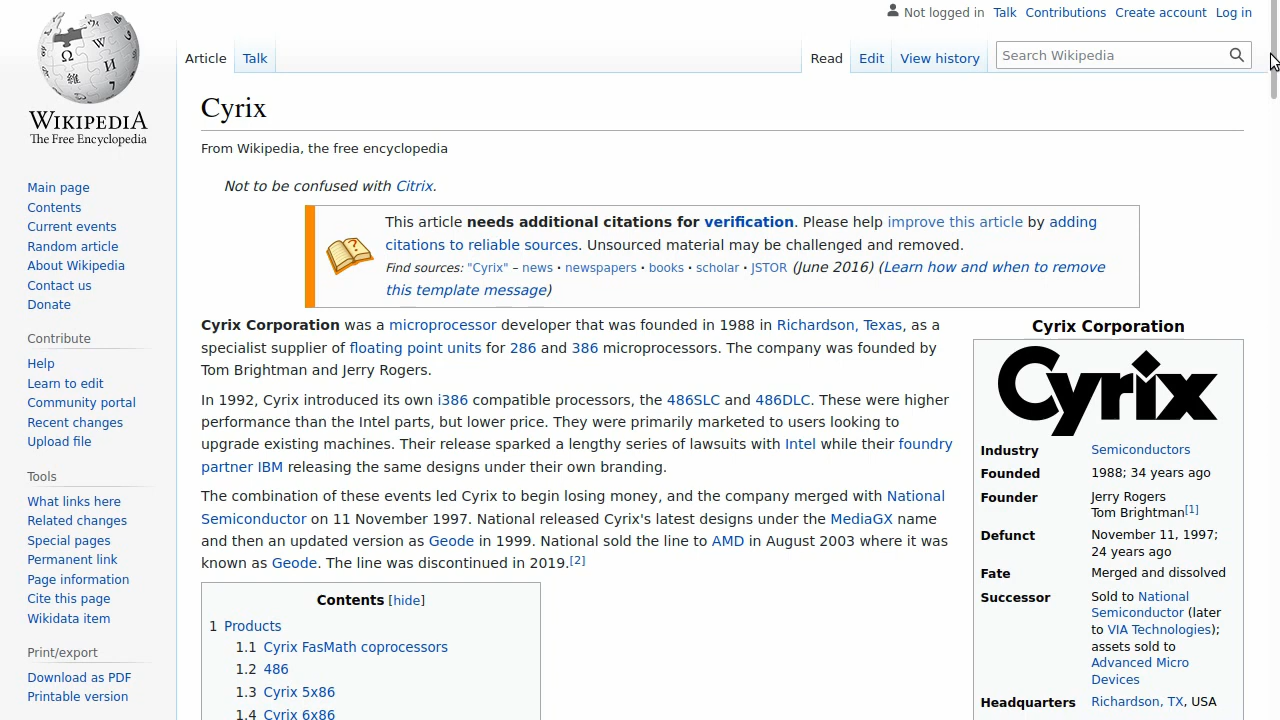 Not logged in Talk Contributions Create account Log in
Article Talk Read Edit View history Search Wikipedia
WIKIPEDIA
The Free Encyclopedia
Main page
Contents
Current events
Random article
About Wikipedia
Contact us
Donate
Contribute
Help
Learn to edit
Community portal
Recent changes
Upload file
Tools
What links here
Related changes
Special pages
Permanent link
Page information
Cite this page
Wikidata item
Print/export
Download as PDF
Printable version
Cyrix
From Wikipedia, the free encyclopedia
Not to be confused with Citrix.
This article needs additional citations for verification. Please help improve this article by adding
citations to reliable sources. Unsourced material may be challenged and removed.
Find sources: "Cyrix" – news · newspapers · books · scholar · JSTOR (June 2016) (Learn how and when to remove
this template message)
Cyrix Corporation was a microprocessor developer that was founded in 1988 in Richardson, Texas, as a
specialist supplier of floating point units for 286 and 386 microprocessors. The company was founded by
Tom Brightman and Jerry Rogers.
In 1992, Cyrix introduced its own i386 compatible processors, the 486SLC and 486DLC. These were higher
performance than the Intel parts, but lower price. They were primarily marketed to users looking to
upgrade existing machines. Their release sparked a lengthy series of lawsuits with Intel while their foundry
partner IBM releasing the same designs under their own branding.
The combination of these events led Cyrix to begin losing money, and the company merged with National
Semiconductor on 11 November 1997. National released Cyrix's latest designs under the MediaGX name
and then an updated version as Geode in 1999. National sold the line to AMD in August 2003 where it was
known as Geode. The line was discontinued in 2019.[2]
Contents [hide]
1 Products
1.1 Cyrix FasMath coprocessors
1.2 486
1.3 Cyrix 5x86
1.4 Cyrix 6x86
Cyrix Corporation
Cyrix
Industry Semiconductors
Founded 1988; 34 years ago
Founder Jerry Rogers
Tom Brightman[1]
Defunct November 11, 1997;
24 years ago
Fate Merged and dissolved
Successor Sold to National
Semiconductor (later
to VIA Technologies);
assets sold to
Advanced Micro
Devices
Headquarters Richardson, TX, USA